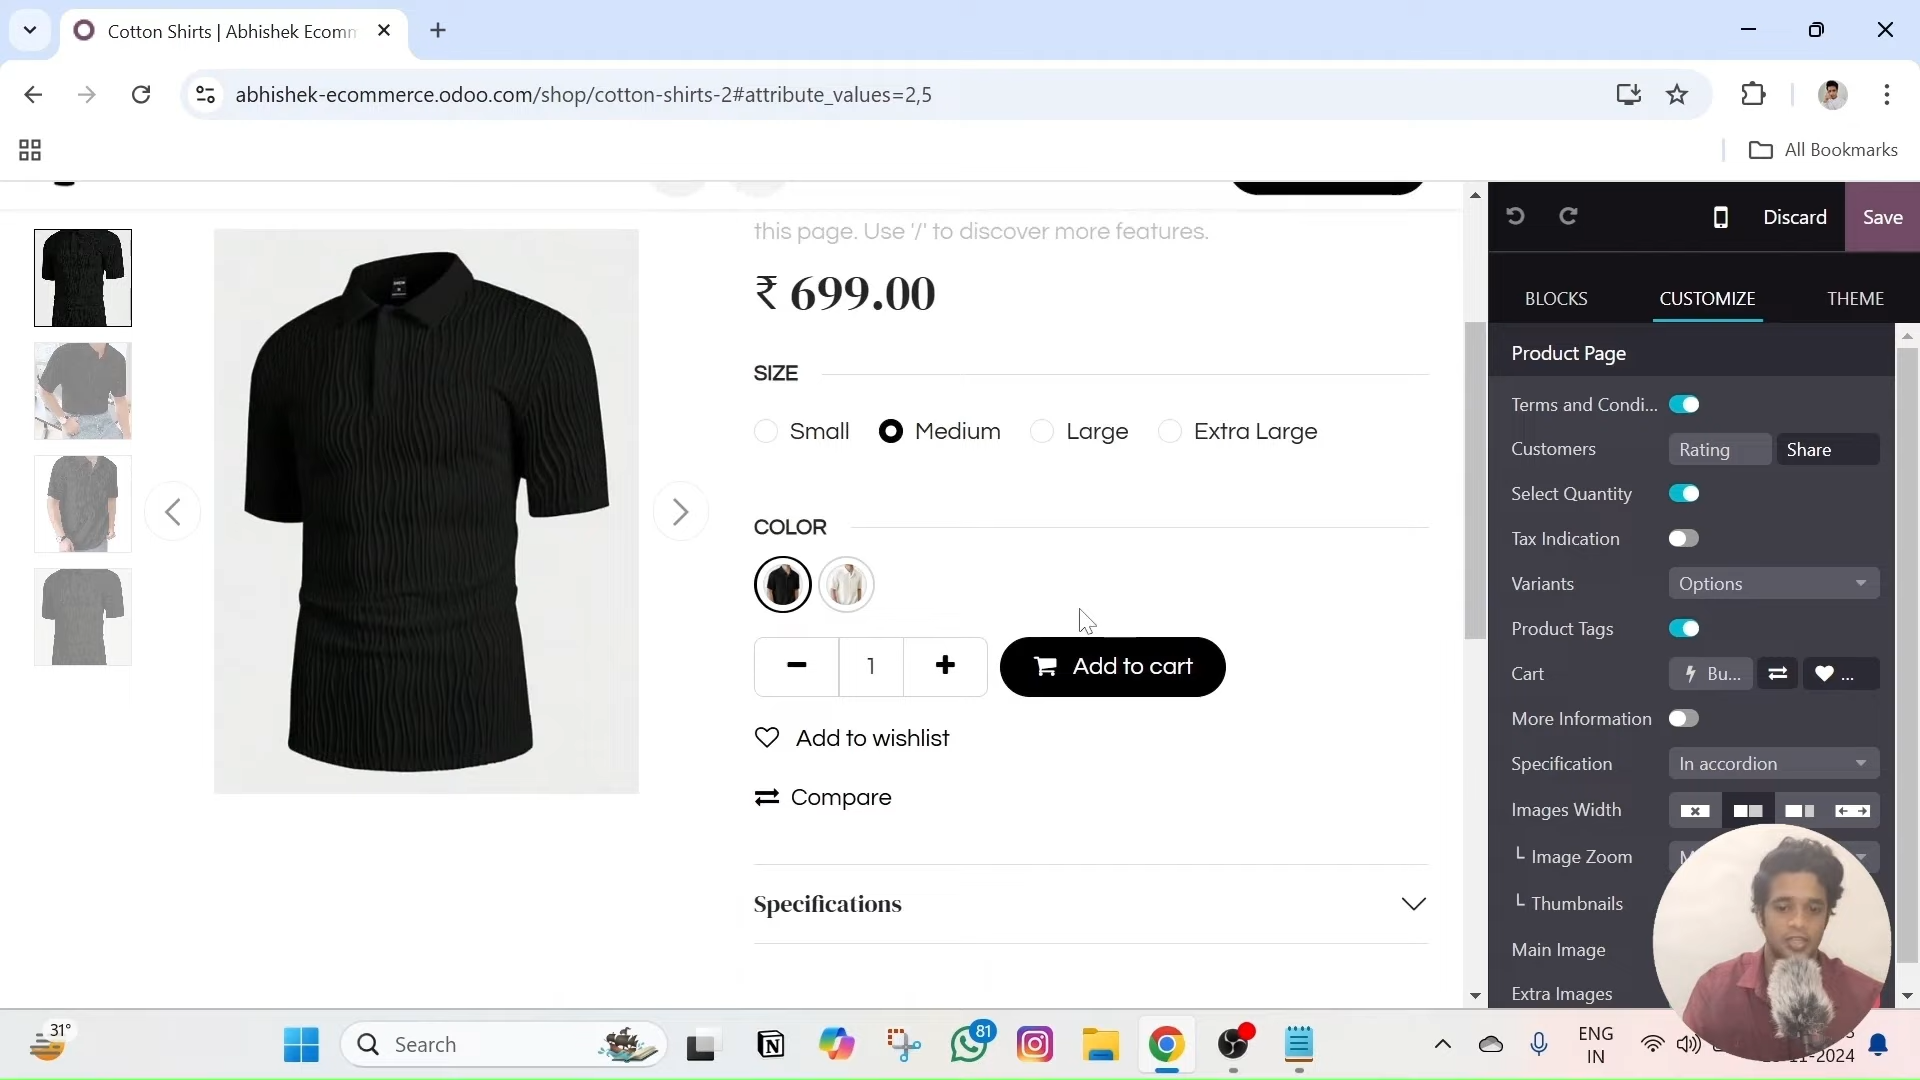 Cotton Shirts | Abhishek Ecomm
abhishek-ecommerce.odoo.com/shop/cotton-shirts-2#attribute_values=2,5
All Bookmarks
this page. Use '/' to discover more features.
₹ 699.00
SIZE
Small Medium Large Extra Large
COLOR
1
Add to cart
Add to wishlist
Compare
Specifications
Discard
Save
BLOCKS CUSTOMIZE THEME
Product Page
Terms and Condi...
Customers Rating Share
Select Quantity
Tax Indication
Variants Options
Product Tags
Cart Bu... ...
More Information
Specification In accordion
Images Width
└ Image Zoom
└ Thumbnails
Main Image
Extra Images
31°
Search
81
ENG
IN
11-2024